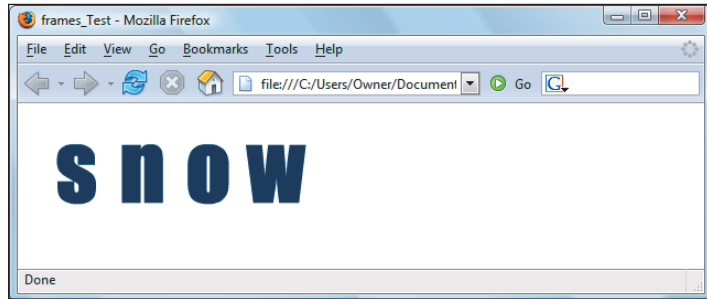 frames_Test - Mozilla Firefox
File Edit View Go Bookmarks Tools Help
file:///C:/Users/Owner/Document Go G
s n o w
Done